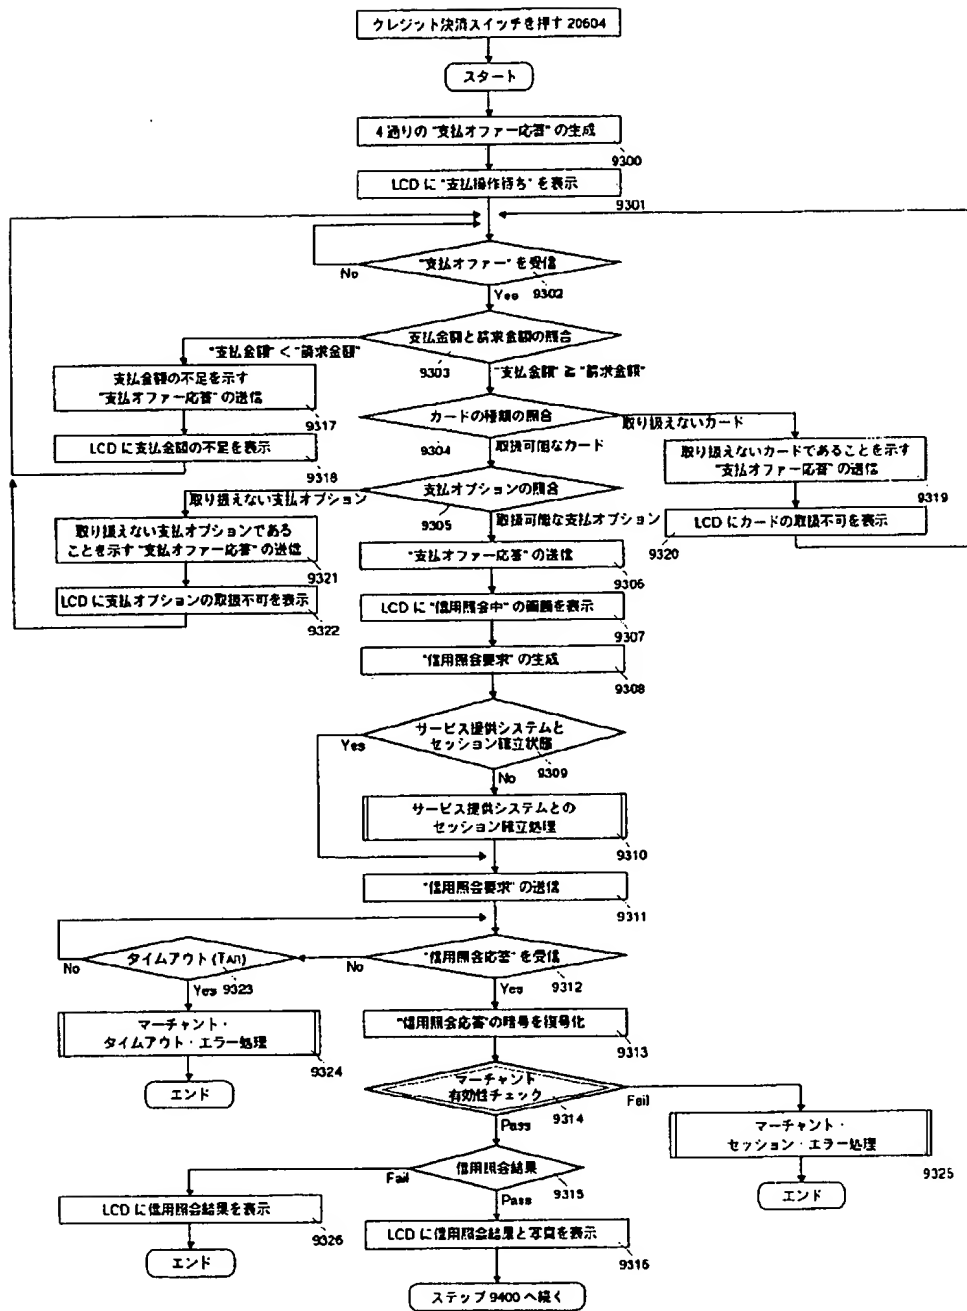 クレジット決済スイッチを押す 20604
スタート
4通りの "支払オファー応答" の生成
9300
LCD に "支払操作待ち" を表示
9301
"支払オファー" を受信
No
9302
Yes
支払金額と請求金額の照合
"支払金額" < "請求金額"
9303
"支払金額" ≧ "請求金額"
支払金額の不足を示す
"支払オファー応答" の送信
9317
カードの種類の照合
取り扱えないカード
9304
取扱可能なカード
LCD に支払金額の不足を表示
9318
取り扱えないカードであることを示す
"支払オファー応答" の送信
9319
支払オプションの照合
取り扱えない支払オプション
9305
取扱可能な支払オプション
LCD にカードの取扱不可を表示
9320
取り扱えない支払オプションである
ことを示す "支払オファー応答" の送信
9321
"支払オファー応答" の送信
9306
LCD に支払オプションの取扱不可を表示
9322
LCD に "信用照会中" の画面を表示
9307
"信用照会要求" の生成
9308
サービス提供システムと
セッション確立状態
Yes
9309
No
サービス提供システムとの
セッション確立処理
9310
"信用照会要求" の送信
9311
タイムアウト (TAR)
No
9323
Yes
"信用照会応答" を受信
No
9312
Yes
マーチャント・
タイムアウト・エラー処理
9324
エンド
"信用照会応答" の暗号を復号化
9313
マーチャント
有効性チェック
9314
Fail
Pass
マーチャント・
セッション・エラー処理
9325
エンド
信用照会結果
Fail
9315
Pass
LCD に信用照会結果を表示
9326
エンド
LCD に信用照会結果と写真を表示
9316
ステップ 9400 へ続く